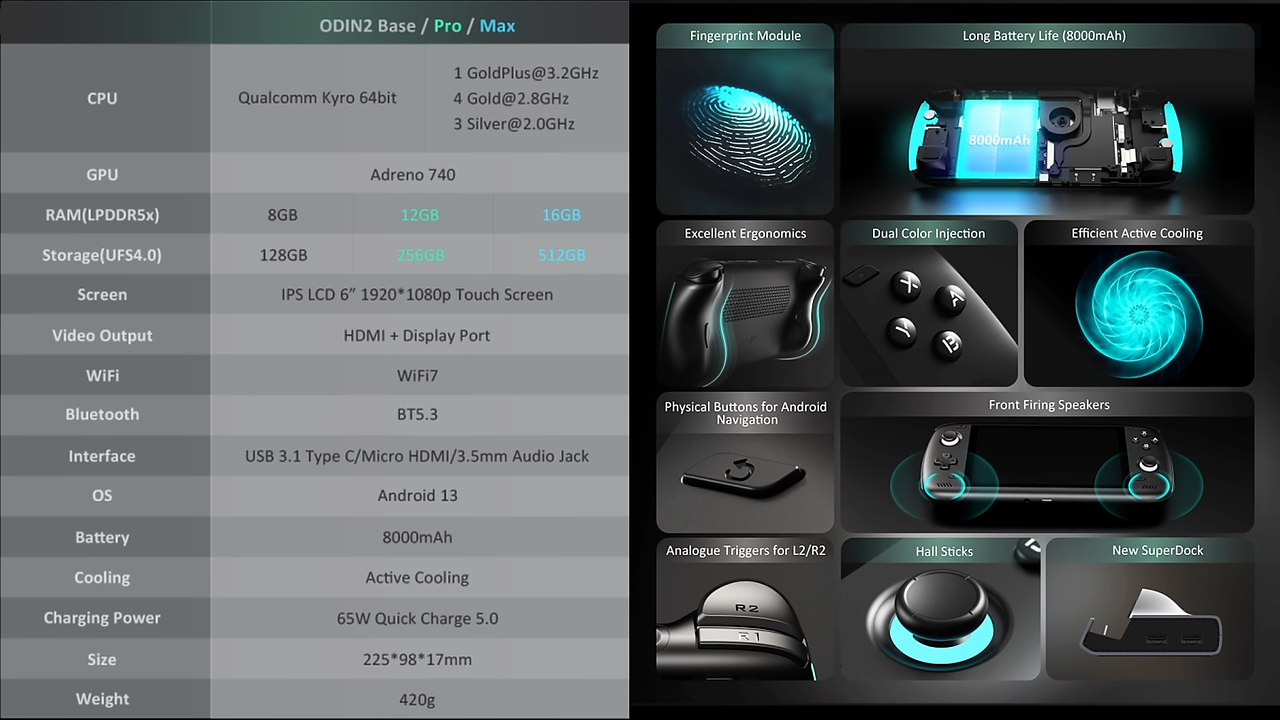 ODIN2 Base / Pro / Max
CPU
Qualcomm Kyro 64bit
1 GoldPlus@3.2GHz
4 Gold@2.8GHz
3 Silver@2.0GHz
GPU
Adreno 740
RAM(LPDDR5x)
8GB
12GB
16GB
Storage(UFS4.0)
128GB
256GB
512GB
Screen
IPS LCD 6” 1920*1080p Touch Screen
Video Output
HDMI + Display Port
WiFi
WiFi7
Bluetooth
BT5.3
Interface
USB 3.1 Type C/Micro HDMI/3.5mm Audio Jack
OS
Android 13
Battery
8000mAh
Cooling
Active Cooling
Charging Power
65W Quick Charge 5.0
Size
225*98*17mm
Weight
420g
Fingerprint Module
Long Battery Life (8000mAh)
8000mAh
Excellent Ergonomics
Dual Color Injection
X
A
Y
B
Efficient Active Cooling
Physical Buttons for Android
Navigation
Front Firing Speakers
Analogue Triggers for L2/R2
R2
R1
Hall Sticks
New SuperDock